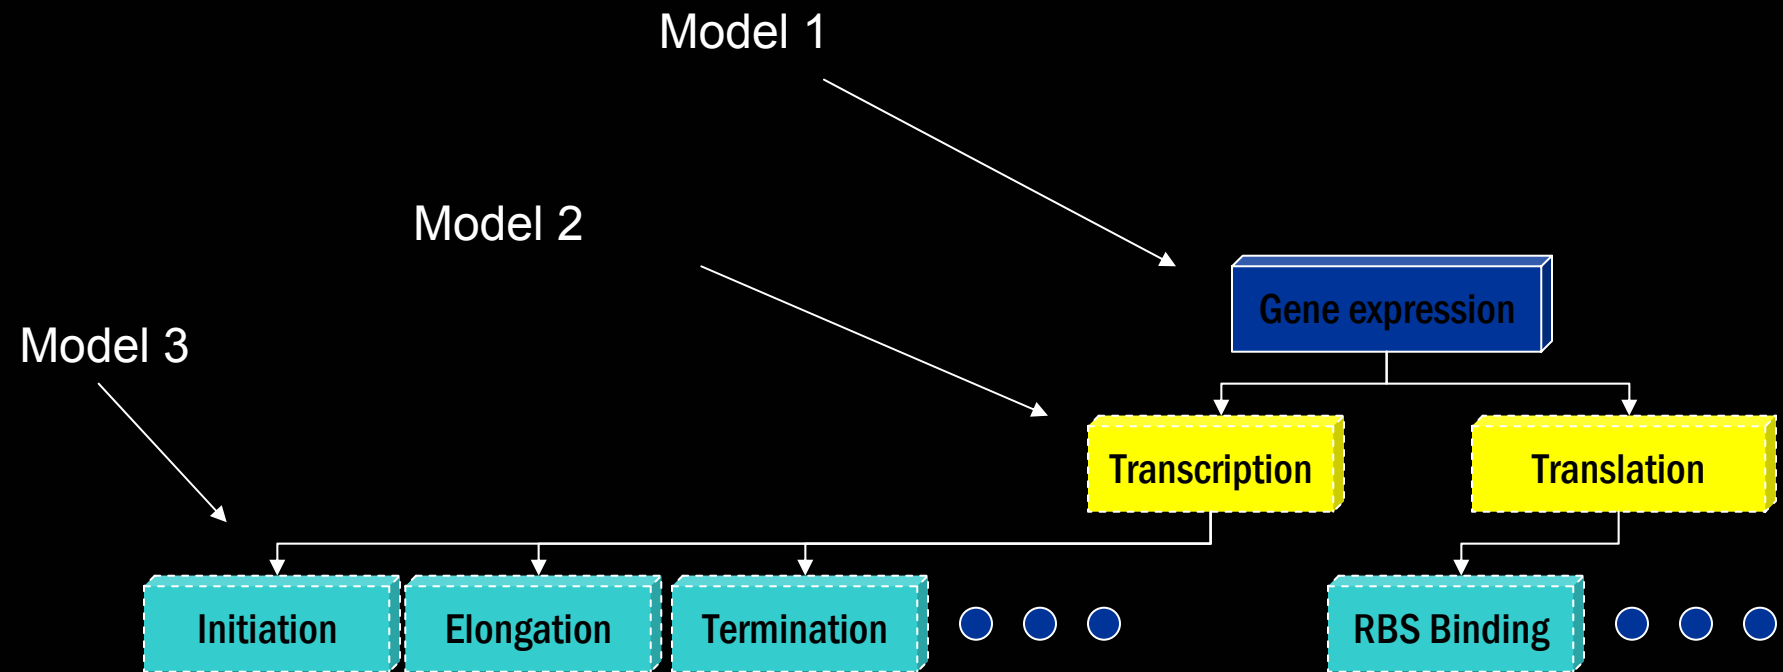 Model 1
Model 2
Gene expression
Model 3
Transcription
Translation
Initiation
Elongation
Termination
RBS Binding